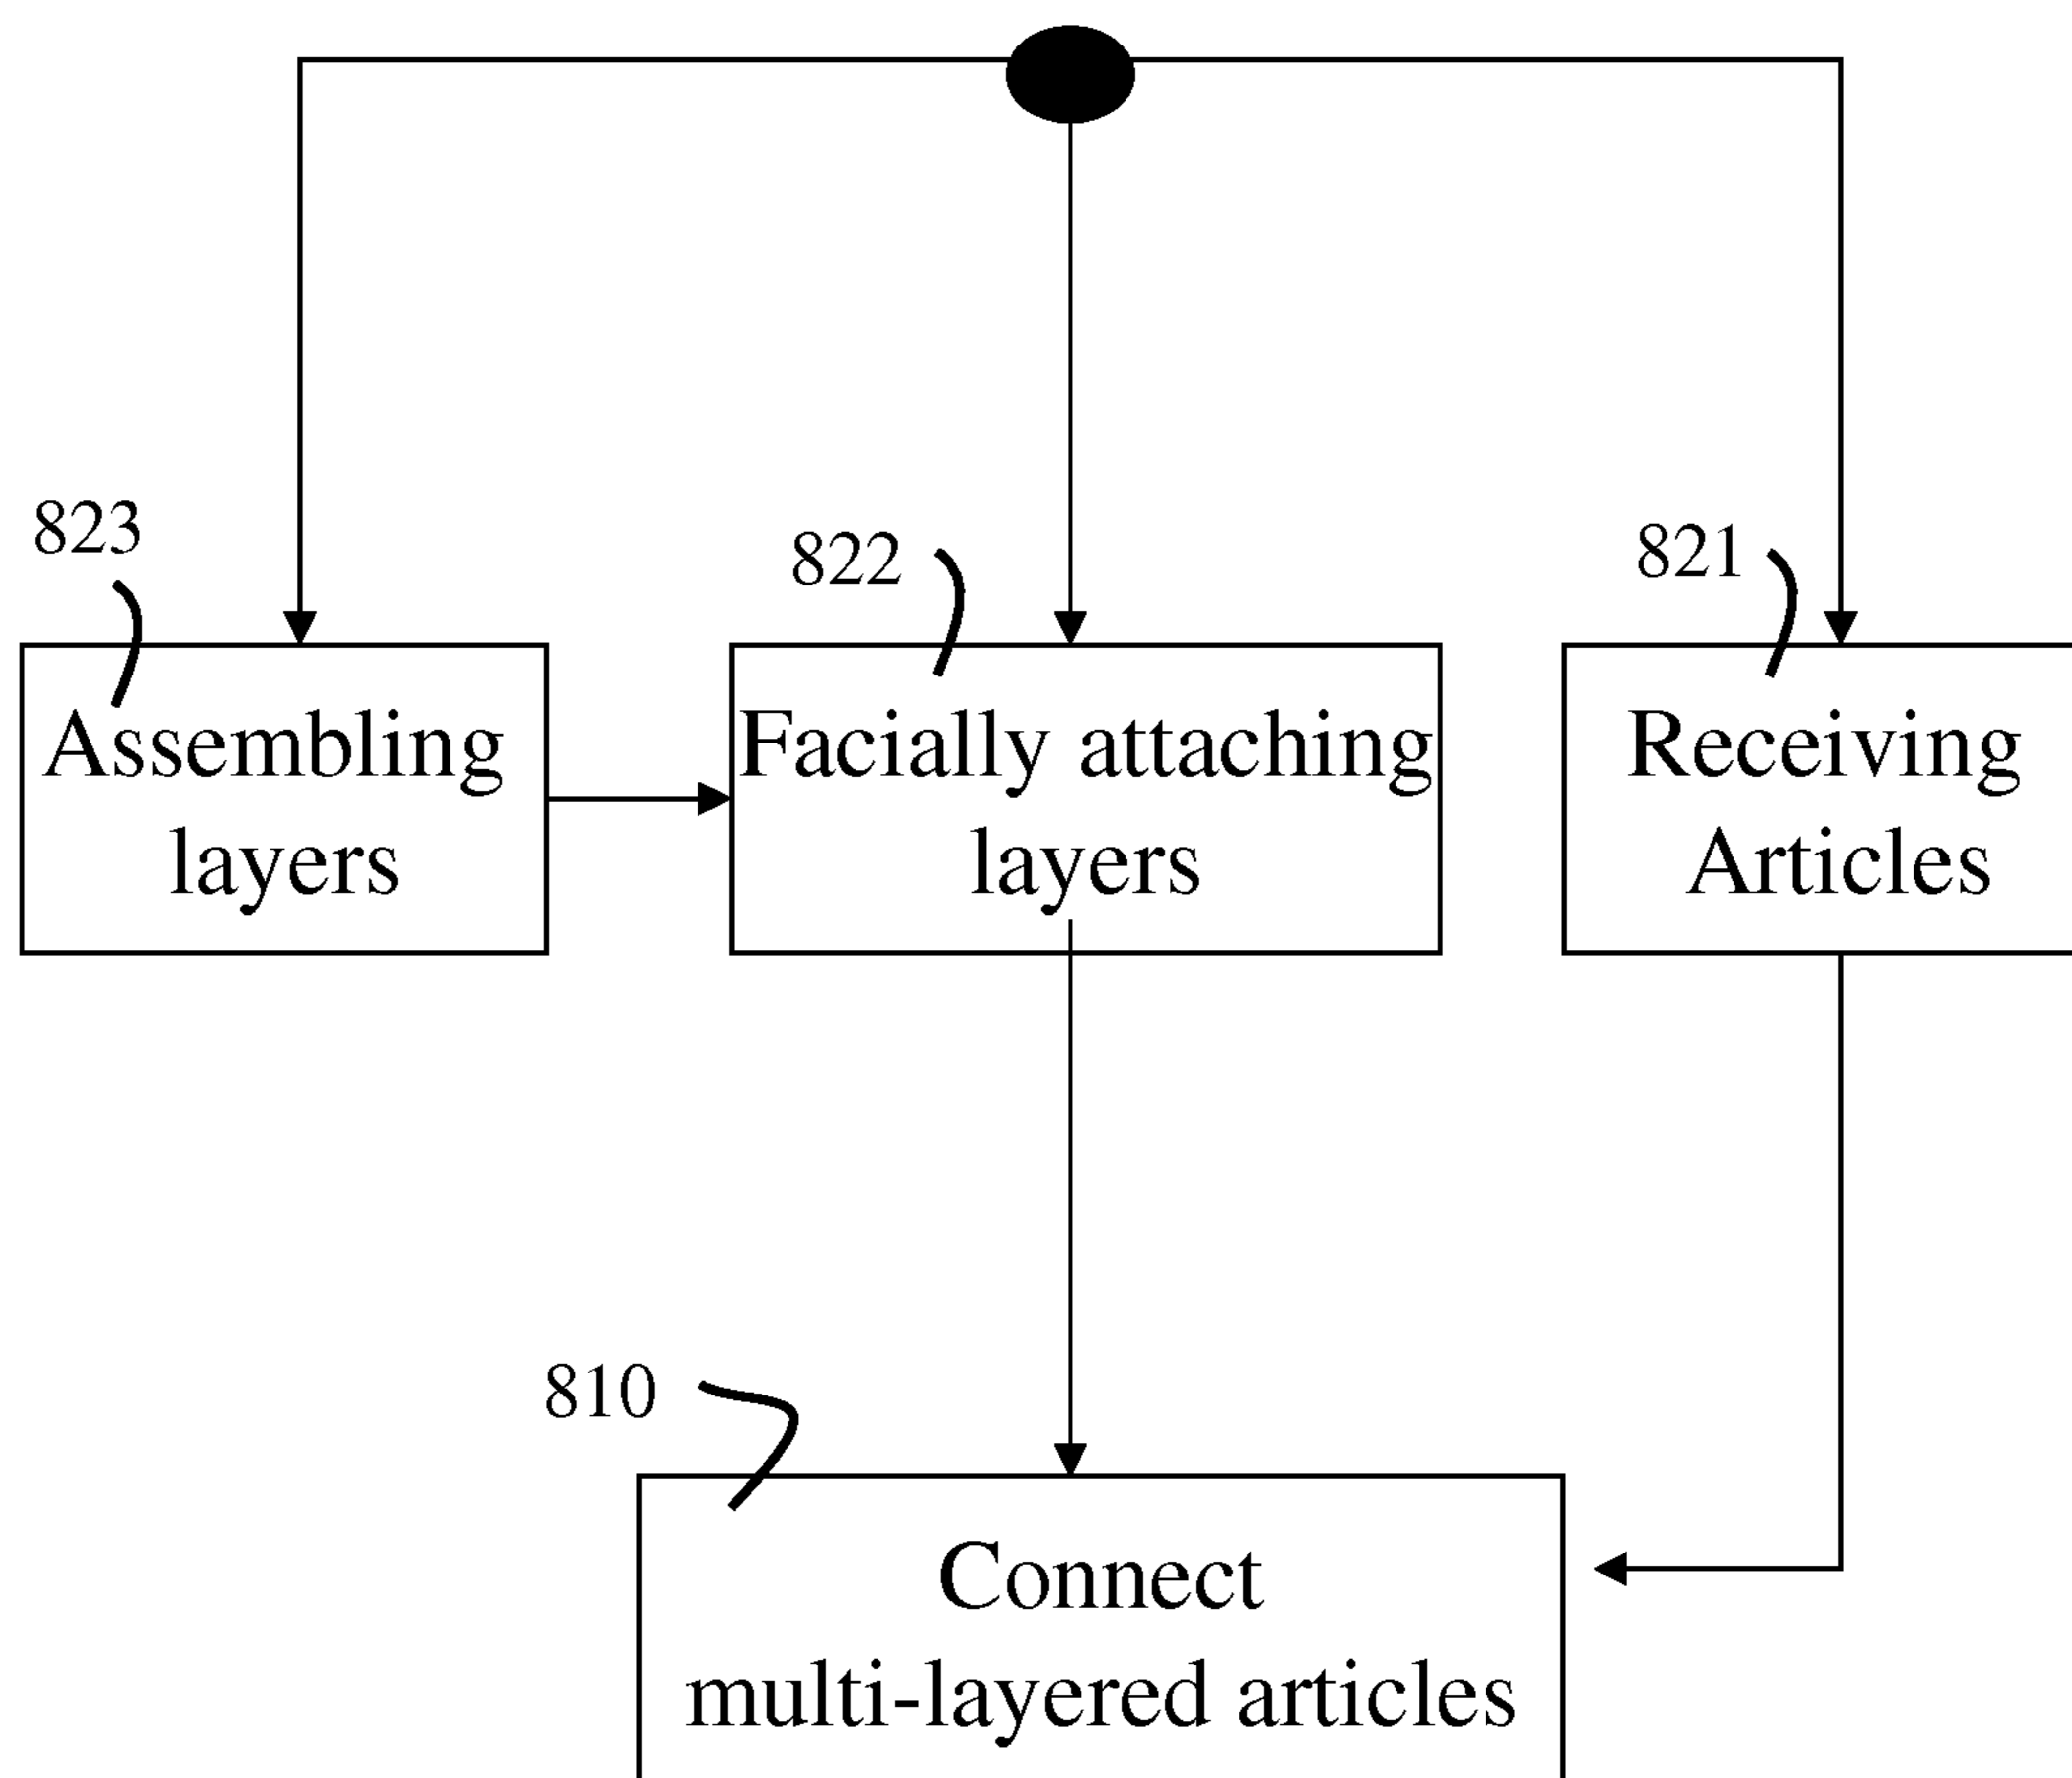 823
822
821
Assembling
layers
Facially attaching
layers
Receiving
Articles
810
Connect
multi-layered articles